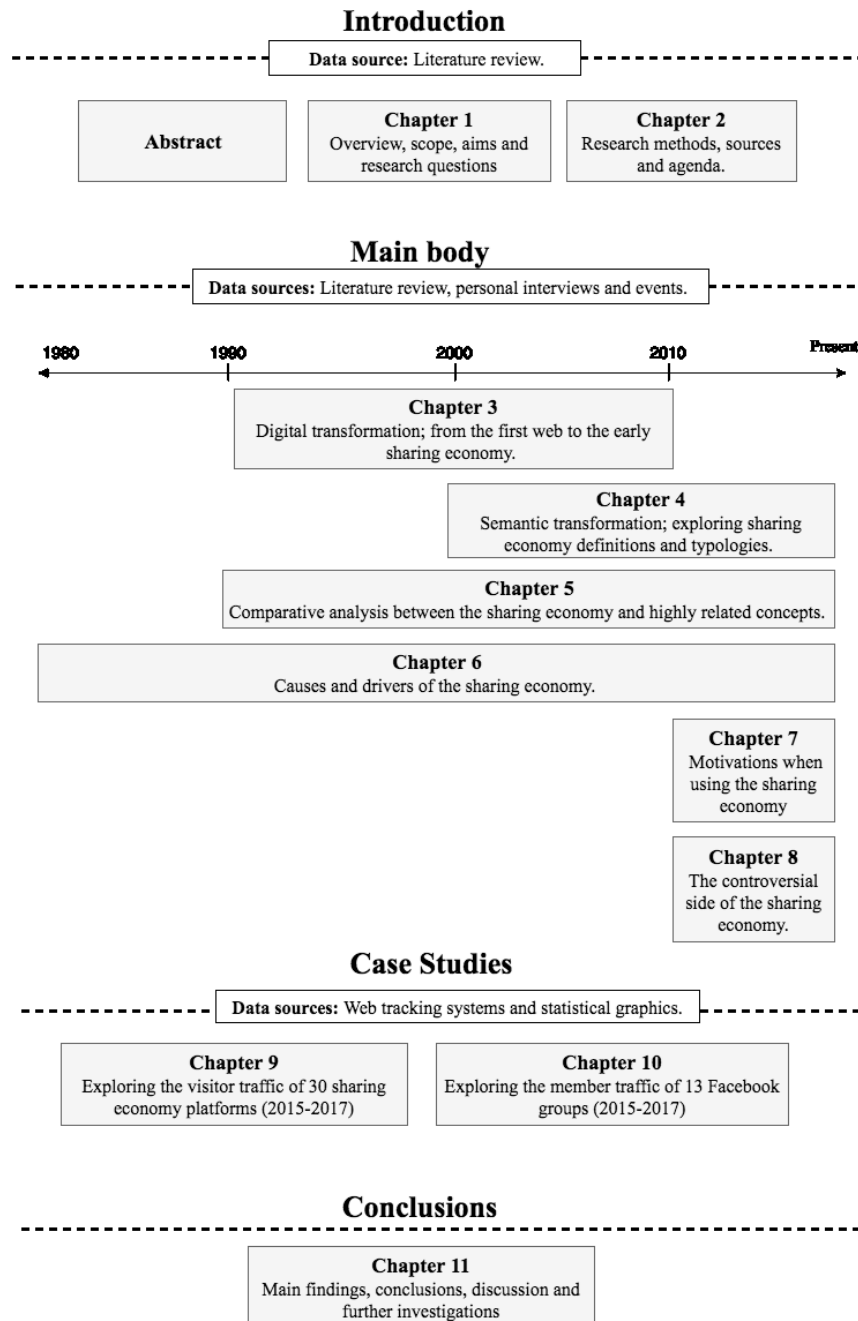 Introduction
Data source: Literature review.
Abstract
Chapter 1
Overview, scope, aims and
research questions
Chapter 2
Research methods, sources
and agenda.
Main body
Data sources: Literature review, personal interviews and events.
1980
1990
2000
2010
Present
Chapter 3
Digital transformation; from the first web to the early
sharing economy.
Chapter 4
Semantic transformation; exploring sharing
economy definitions and typologies.
Chapter 5
Comparative analysis between the sharing economy and highly related concepts.
Chapter 6
Causes and drivers of the sharing economy.
Chapter 7
Motivations when
using the sharing
economy
Chapter 8
The controversial
side of the sharing
economy.
Case Studies
Data sources: Web tracking systems and statistical graphics.
Chapter 9
Exploring the visitor traffic of 30 sharing
economy platforms (2015-2017)
Chapter 10
Exploring the member traffic of 13 Facebook
groups (2015-2017)
Conclusions
Chapter 11
Main findings, conclusions, discussion and
further investigations